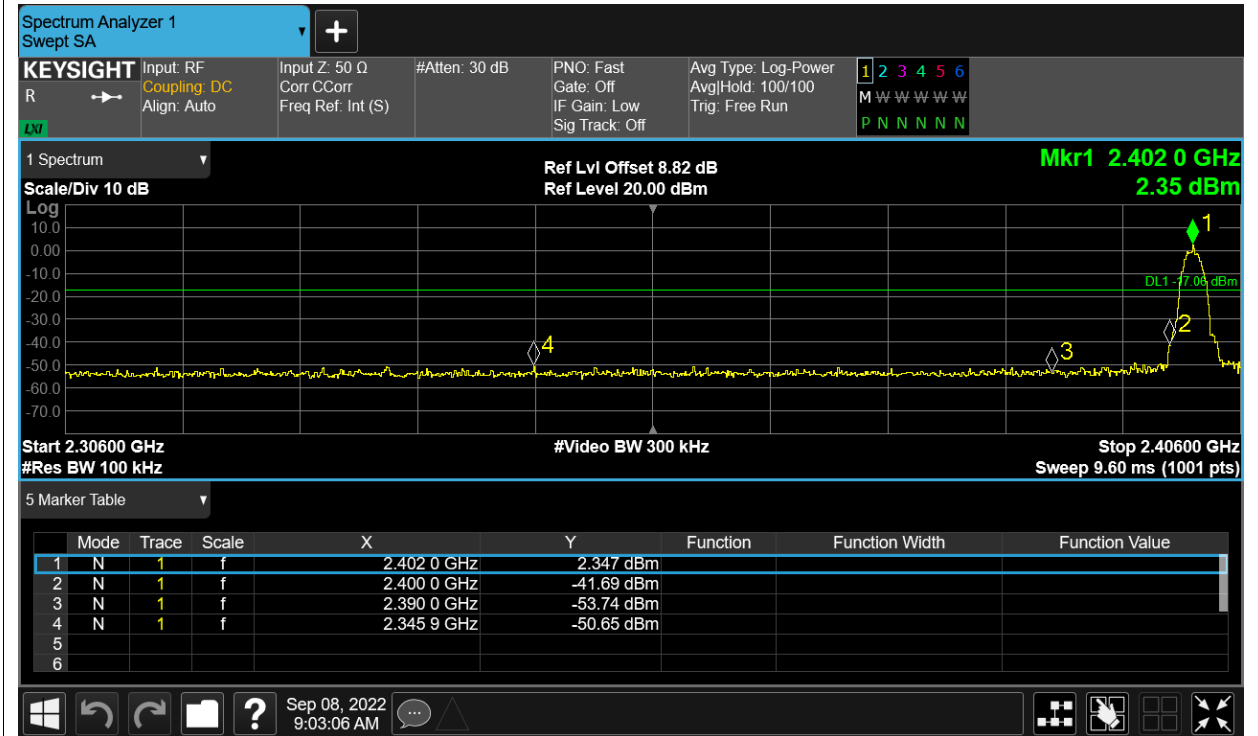 Spectrum Analyzer 1
Swept SA
+
KEYSIGHT
R
LXI
Input: RF
Coupling: DC
Align: Auto
Input Z: 50 Ω
Corr CCorr
Freq Ref: Int (S)
#Atten: 30 dB
PNO: Fast
Gate: Off
IF Gain: Low
Sig Track: Off
Avg Type: Log-Power
Avg|Hold: 100/100
Trig: Free Run
1 2 3 4 5 6
M W W W W W
P N N N N N
1 Spectrum
Scale/Div 10 dB
Ref Lvl Offset 8.82 dB
Ref Level 20.00 dBm
Mkr1 2.402 0 GHz
2.35 dBm
Log
10.0
0.00
-10.0
-20.0
-30.0
-40.0
-50.0
-60.0
-70.0
1
DL1 -17.06 dBm
2
3
4
Start 2.30600 GHz
#Res BW 100 kHz
#Video BW 300 kHz
Stop 2.40600 GHz
Sweep 9.60 ms (1001 pts)
5 Marker Table
Mode Trace Scale X Y Function Function Width Function Value
1 N 1 f 2.402 0 GHz 2.347 dBm
2 N 1 f 2.400 0 GHz -41.69 dBm
3 N 1 f 2.390 0 GHz -53.74 dBm
4 N 1 f 2.345 9 GHz -50.65 dBm
5
6
?
Sep 08, 2022
9:03:06 AM